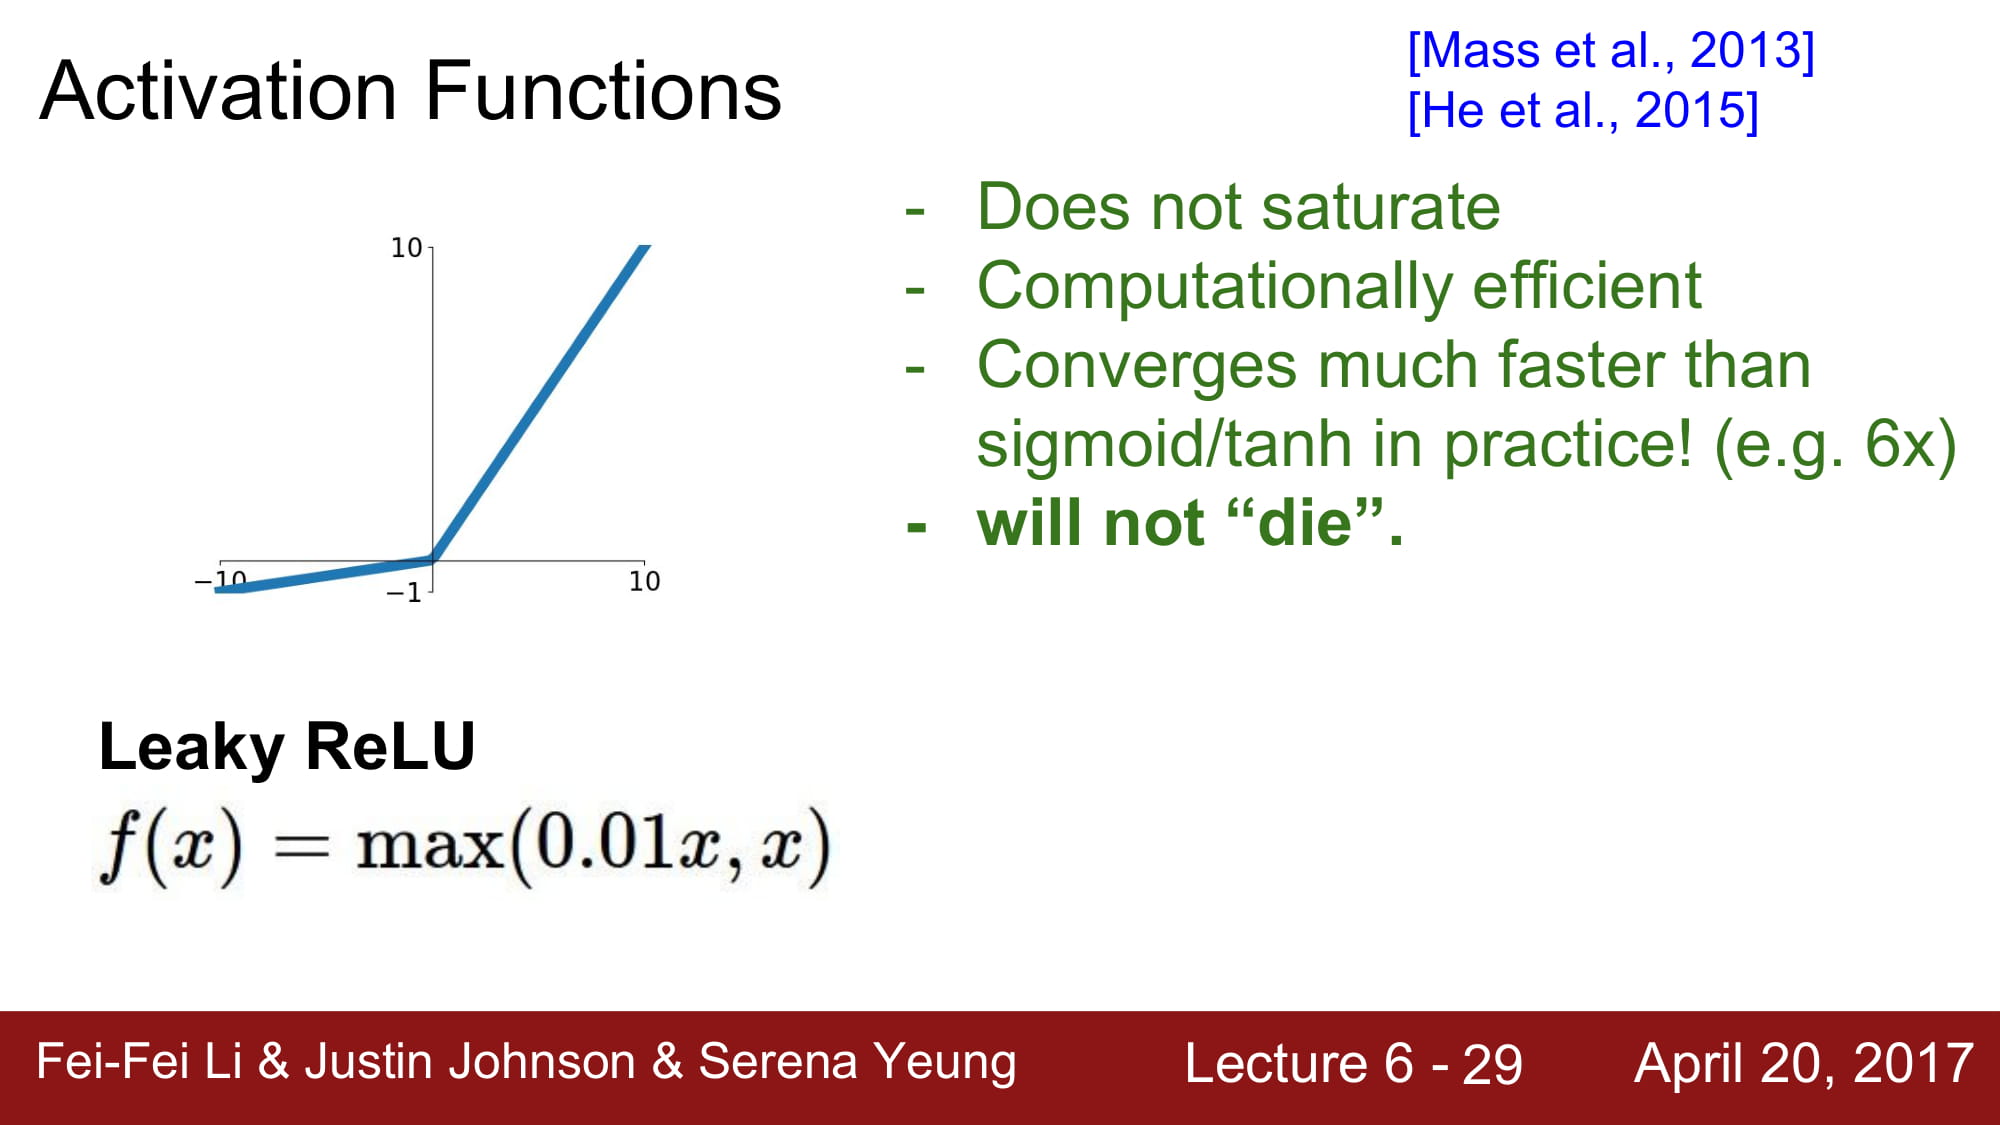 Activation Functions
[Mass et al., 2013]
[He et al., 2015]
- Does not saturate
- Computationally efficient
- Converges much faster than
sigmoid/tanh in practice! (e.g. 6x)
- will not “die”.
10
−10
−1
10
Leaky ReLU
f(x) = max(0.01x, x)
Fei-Fei Li & Justin Johnson & Serena Yeung
Lecture 6 - 29
April 20, 2017